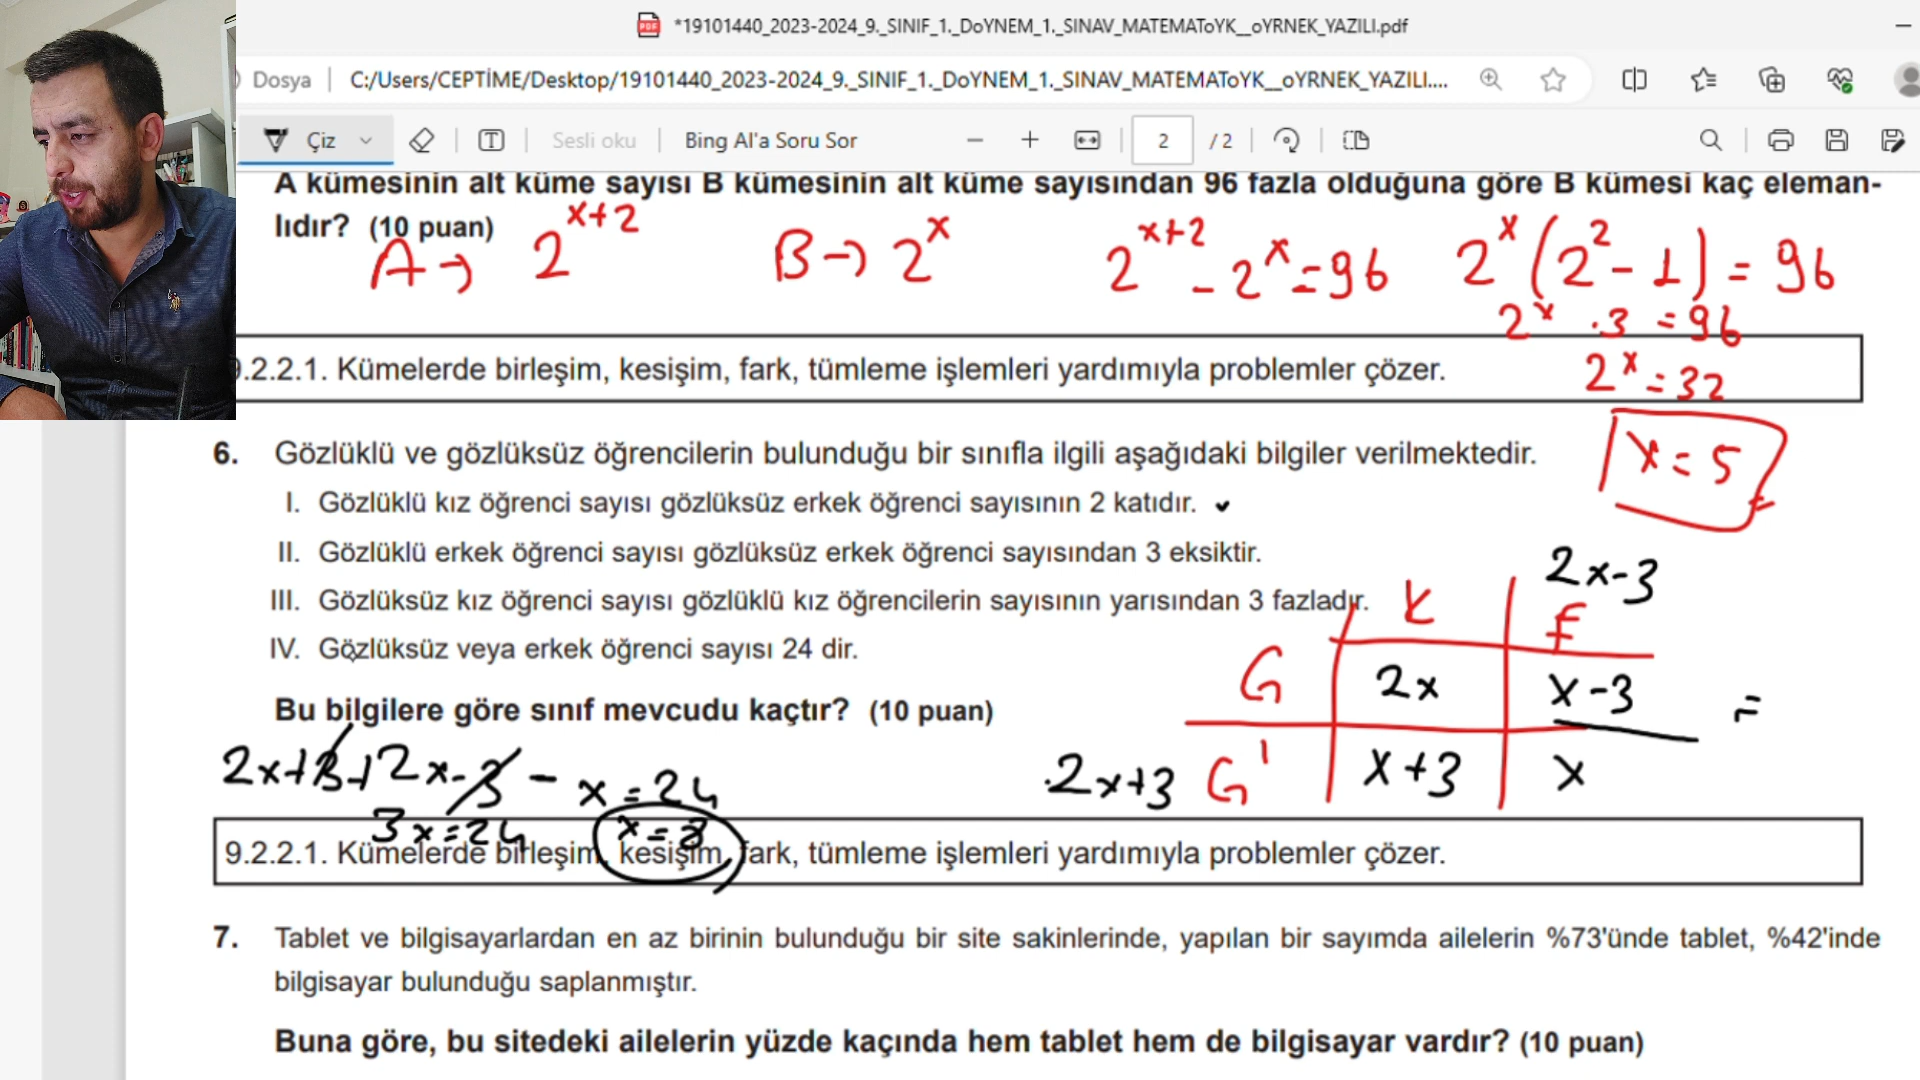 *19101440_2023-2024_9._SINIF_1._DoYNEM_1._SINAV_MATEMAToYK__oYRNEK_YAZILI.pdf
Dosya | C:/Users/CEPTİME/Desktop/19101440_2023-2024_9._SINIF_1._DoYNEM_1._SINAV_MATEMAToYK__oYRNEK_YAZILI....
Çiz Sesli oku Bing AI'a Soru Sor 2 / 2
A kümesinin alt küme sayısı B kümesinin alt küme sayısından 96 fazla olduğuna göre B kümesi kaç eleman-
lıdır? (10 puan)
A→ 2^(x+2) B→ 2^x 2^(x+2) - 2^x = 96 2^x (2^2 - 1) = 96
2^x .3 = 96
9.2.2.1. Kümelerde birleşim, kesişim, fark, tümleme işlemleri yardımıyla problemler çözer.
2^x = 32
x = 5
6. Gözlüklü ve gözlüksüz öğrencilerin bulunduğu bir sınıfla ilgili aşağıdaki bilgiler verilmektedir.
I. Gözlüklü kız öğrenci sayısı gözlüksüz erkek öğrenci sayısının 2 katıdır.
II. Gözlüklü erkek öğrenci sayısı gözlüksüz erkek öğrenci sayısından 3 eksiktir.
2x-3
III. Gözlüksüz kız öğrenci sayısı gözlüklü kız öğrencilerin sayısının yarısından 3 fazladır.
K E
IV. Gözlüksüz veya erkek öğrenci sayısı 24 dir.
G 2x x-3 =
Bu bilgilere göre sınıf mevcudu kaçtır? (10 puan)
2x+3 G' x+3 x
2x+3+2x-3 - x = 24
3x=24 x=8
9.2.2.1. Kümelerde birleşim, kesişim, fark, tümleme işlemleri yardımıyla problemler çözer.
7. Tablet ve bilgisayarlardan en az birinin bulunduğu bir site sakinlerinde, yapılan bir sayımda ailelerin %73'ünde tablet, %42'inde
bilgisayar bulunduğu saplanmıştır.
Buna göre, bu sitedeki ailelerin yüzde kaçında hem tablet hem de bilgisayar vardır? (10 puan)